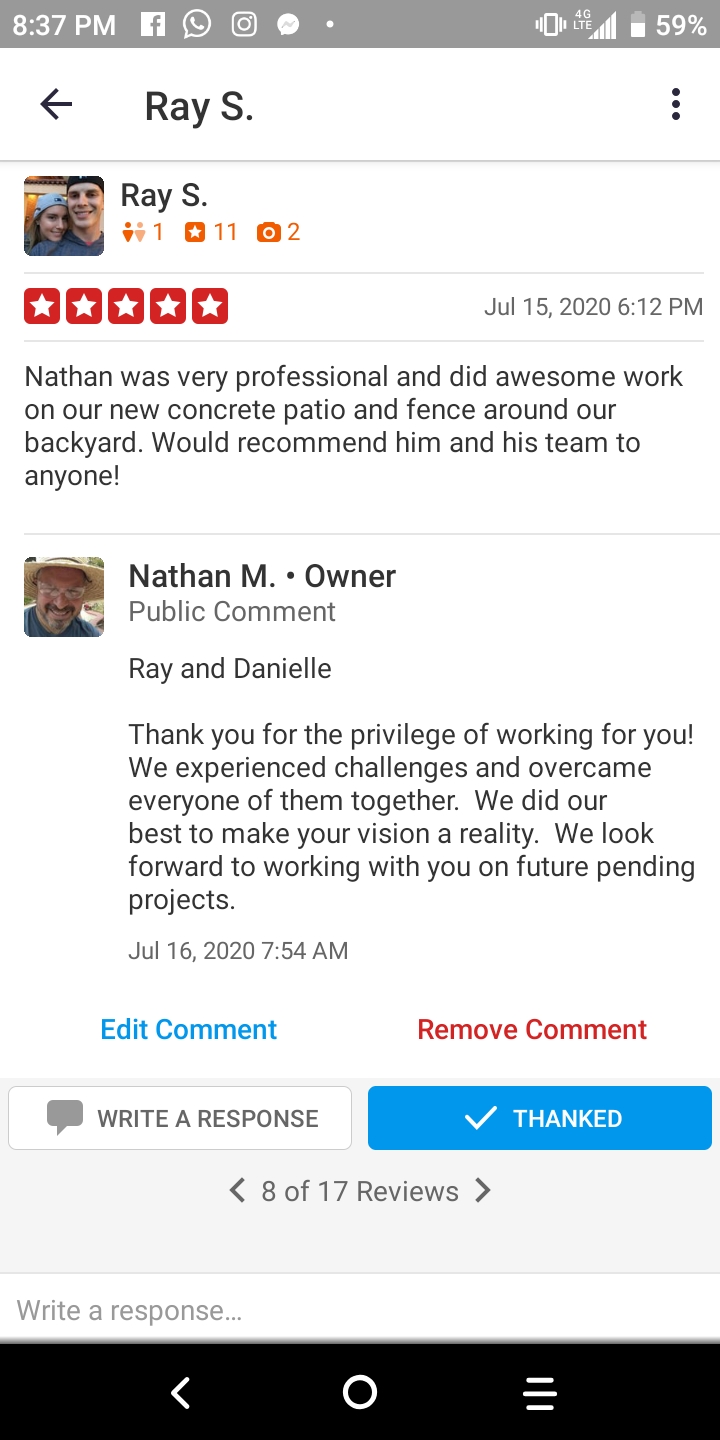 8:37 PM 4G LTE 59%
Ray S.
Ray S.
1 11 2
Jul 15, 2020 6:12 PM
Nathan was very professional and did awesome work
on our new concrete patio and fence around our
backyard. Would recommend him and his team to
anyone!
Nathan M. • Owner
Public Comment
Ray and Danielle
Thank you for the privilege of working for you!
We experienced challenges and overcame
everyone of them together.  We did our
best to make your vision a reality.  We look
forward to working with you on future pending
projects.
Jul 16, 2020 7:54 AM
Edit Comment Remove Comment
WRITE A RESPONSE THANKED
8 of 17 Reviews
Write a response...